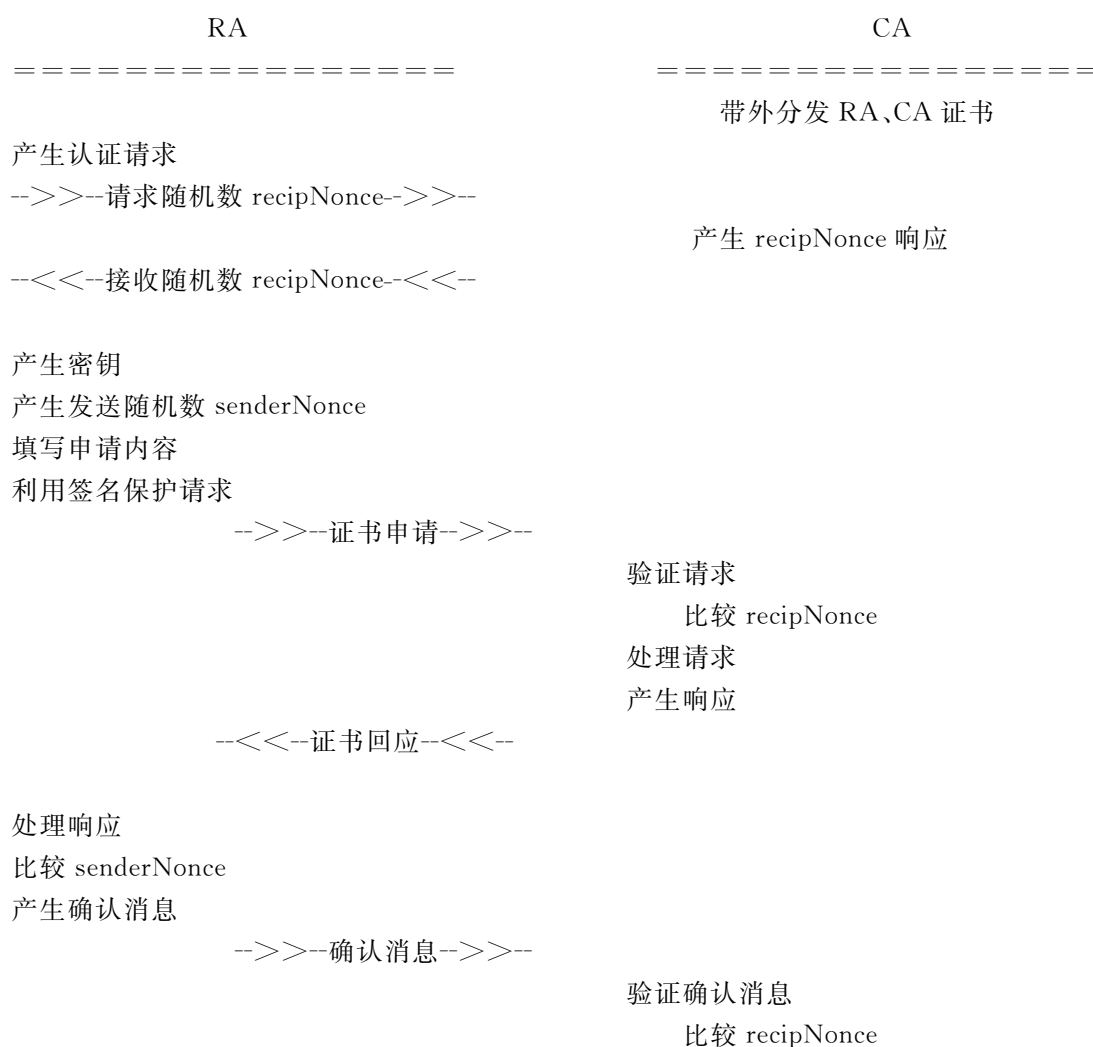 RA CA
================ ================
带外分发 RA、CA 证书
产生认证请求
-->>--请求随机数 recipNonce-->>--
产生 recipNonce 响应
--<<--接收随机数 recipNonce--<<--
产生密钥
产生发送随机数 senderNonce
填写申请内容
利用签名保护请求
-->>--证书申请-->>--
验证请求
比较 recipNonce
处理请求
产生响应
--<<--证书回应--<<--
处理响应
比较 senderNonce
产生确认消息
-->>--确认消息-->>--
验证确认消息
比较 recipNonce